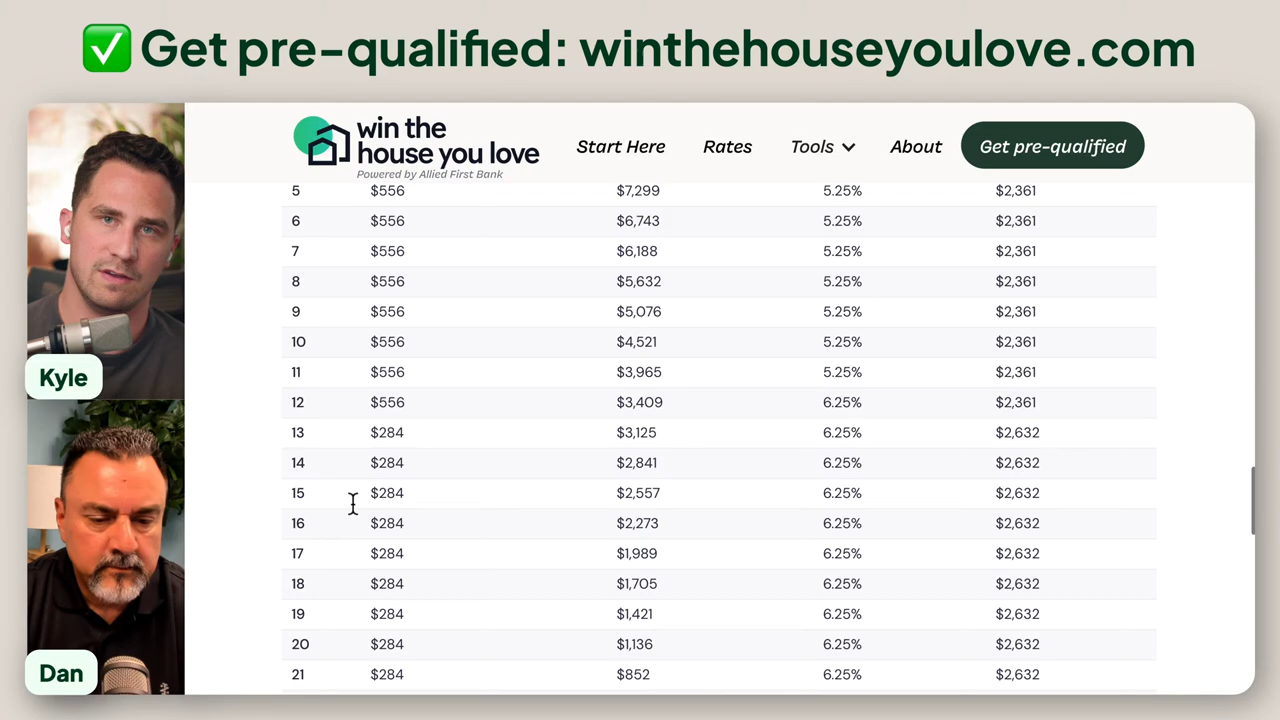 ✅ Get pre-qualified: winthehouseyoulove.com
win the
house you love
Powered by Allied First Bank
Start Here Rates Tools About Get pre-qualified
5 $556 $7,299 5.25% $2,361
6 $556 $6,743 5.25% $2,361
7 $556 $6,188 5.25% $2,361
8 $556 $5,632 5.25% $2,361
9 $556 $5,076 5.25% $2,361
10 $556 $4,521 5.25% $2,361
11 $556 $3,965 5.25% $2,361
12 $556 $3,409 6.25% $2,361
13 $284 $3,125 6.25% $2,632
14 $284 $2,841 6.25% $2,632
15 $284 $2,557 6.25% $2,632
16 $284 $2,273 6.25% $2,632
17 $284 $1,989 6.25% $2,632
18 $284 $1,705 6.25% $2,632
19 $284 $1,421 6.25% $2,632
20 $284 $1,136 6.25% $2,632
21 $284 $852 6.25% $2,632
Kyle
Dan